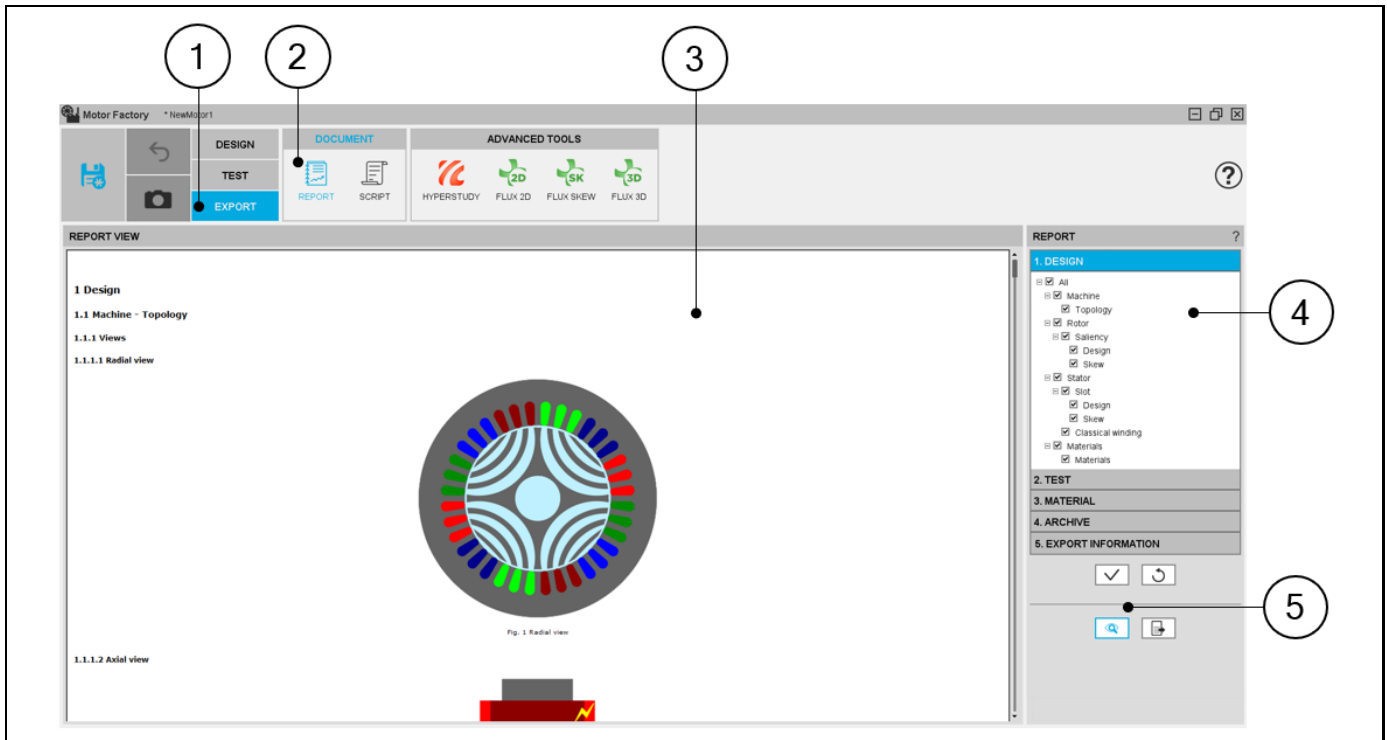 1
2
3
Motor Factory * NewMotor1
DESIGN
TEST
EXPORT
DOCUMENT
REPORT
SCRIPT
ADVANCED TOOLS
HYPERSTUDY
2D
FLUX 2D
SK
FLUX SKEW
3D
FLUX 3D
?
REPORT VIEW
1 Design
1.1 Machine - Topology
1.1.1 Views
1.1.1.1 Radial view
Fig. 1 Radial view
1.1.1.2 Axial view
REPORT ?
1. DESIGN
All
Machine
Topology
Rotor
Saliency
Design
Skew
Stator
Slot
Design
Skew
Classical winding
Materials
Materials
2. TEST
3. MATERIAL
4. ARCHIVE
5. EXPORT INFORMATION
4
5